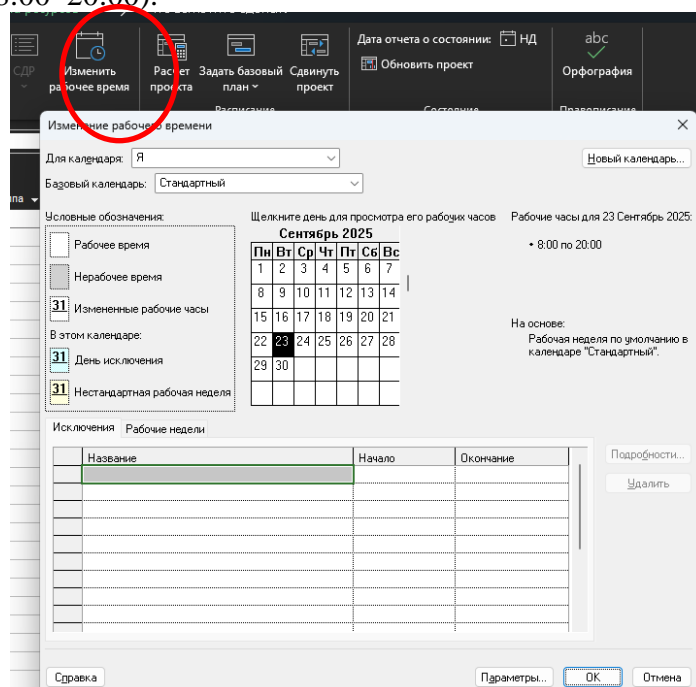 8:00–20:00).
Дата отчета о состоянии: НД
abc
СДР
Изменить рабочее время
Расчет проекта
Задать базовый план
Сдвинуть проект
Обновить проект
Орфография
Расписание
Состояние
Правописание
Изменение рабочего времени
Для календаря: Я
Новый календарь...
Базовый календарь: Стандартный
па
Условные обозначения:
Рабочее время
Нерабочее время
31 Измененные рабочие часы
В этом календаре:
31 День исключения
31 Нестандартная рабочая неделя
Щелкните день для просмотра его рабочих часов
Сентябрь 2025
Пн Вт Ср Чт Пт Сб Вс
1 2 3 4 5 6 7
8 9 10 11 12 13 14
15 16 17 18 19 20 21
22 23 24 25 26 27 28
29 30
Рабочие часы для 23 Сентябрь 2025:
• 8:00 по 20:00
На основе:
Рабочая неделя по умолчанию в
календаре "Стандартный".
Исключения Рабочие недели
Название Начало Окончание
Подробности...
Удалить
Справка
Параметры... ОК Отмена